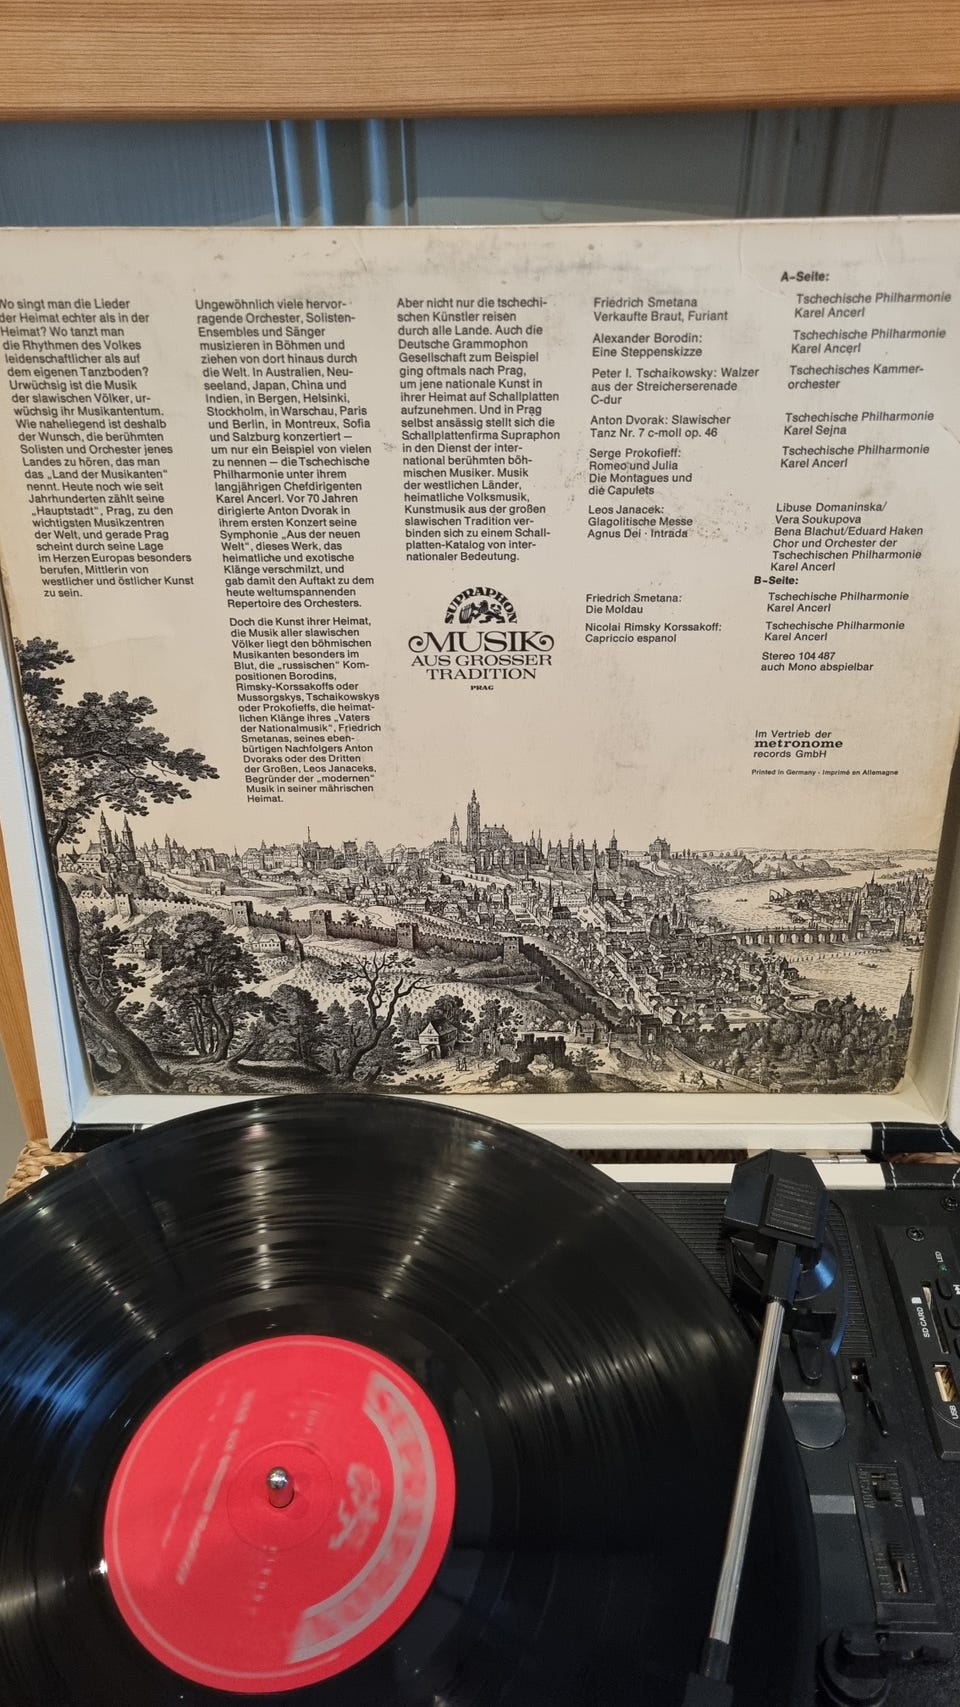 Wo singt man die Lieder
der Heimat echter als in der
Heimat? Wo tanzt man
die Rhythmen des Volkes
leidenschaftlicher als auf
dem eigenen Tanzboden?
Urwüchsig ist die Musik
der slawischen Völker, ur-
wüchsig ihr Musikantentum.
Wie naheliegend ist deshalb
der Wunsch, die berühmten
Solisten und Orchester jenes
Landes zu hören, das man
das „Land der Musikanten"
nennt. Heute noch wie seit
Jahrhunderten zählt seine
„Hauptstadt", Prag, zu den
wichtigsten Musikzentren
der Welt, und gerade Prag
scheint durch seine Lage
im Herzen Europas besonders
berufen, Mittlerin von
westlicher und östlicher Kunst
zu sein.
Ungewöhnlich viele hervor-
ragende Orchester, Solisten-
Ensembles und Sänger
musizieren in Böhmen und
ziehen von dort hinaus durch
die Welt. In Australien, Neu-
seeland, Japan, China und
Indien, in Bergen, Helsinki,
Stockholm, in Warschau, Paris
und Berlin, in Montreux, Sofia
und Salzburg konzertiert –
um nur ein Beispiel von vielen
zu nennen – die Tschechische
Philharmonie unter ihrem
langjährigen Chefdirigenten
Karel Ancerl. Vor 70 Jahren
dirigierte Anton Dvorak in
ihrem ersten Konzert seine
Symphonie „Aus der neuen
Welt", dieses Werk, das
heimatliche und exotische
Klänge verschmilzt, und
gab damit den Auftakt zu dem
heute weltumspannenden
Repertoire des Orchesters.
Doch die Kunst ihrer Heimat,
die Musik aller slawischen
Völker liegt den böhmischen
Musikanten besonders im
Blut, die „russischen" Kom-
positionen Borodins,
Rimsky-Korssakoffs oder
Mussorgskys, Tschaikowskys
oder Prokofieffs, die heimat-
lichen Klänge ihres „Vaters
der Nationalmusik", Friedrich
Smetanas, seines eben-
bürtigen Nachfolgers Anton
Dvoraks oder des Dritten
der Großen, Leos Janaceks,
Begründer der „modernen"
Musik in seiner mährischen
Heimat.
Aber nicht nur die tschechi-
schen Künstler reisen
durch alle Lande. Auch die
Deutsche Grammophon
Gesellschaft zum Beispiel
ging oftmals nach Prag,
um jene nationale Kunst in
ihrer Heimat auf Schallplatten
aufzunehmen. Und in Prag
selbst ansässig stellt sich die
Schallplattenfirma Supraphon
in den Dienst der inter-
national berühmten böh-
mischen Musiker. Musik
der westlichen Länder,
heimatliche Volksmusik,
Kunstmusik aus der großen
slawischen Tradition ver-
binden sich zu einem Schall-
platten-Katalog von inter-
nationaler Bedeutung.
SUPRAPHON
MUSIK
AUS GROSSER
TRADITION
PRAG
Friedrich Smetana
Verkaufte Braut, Furiant
Alexander Borodin:
Eine Steppenskizze
Peter I. Tschaikowsky: Walzer
aus der Streicherserenade
C-dur
Anton Dvorak: Slawischer
Tanz Nr. 7 c-moll op. 46
Serge Prokofieff:
Romeo und Julia
Die Montagues und
die Capulets
Leos Janacek:
Glagolitische Messe
Agnus Dei · Intrada
Friedrich Smetana:
Die Moldau
Nicolai Rimsky Korssakoff:
Capriccio espanol
A-Seite:
Tschechische Philharmonie
Karel Ancerl
Tschechische Philharmonie
Karel Ancerl
Tschechisches Kammer-
orchester
Tschechische Philharmonie
Karel Sejna
Tschechische Philharmonie
Karel Ancerl
Libuse Domaninska/
Vera Soukupova
Bena Blachut/Eduard Haken
Chor und Orchester der
Tschechischen Philharmonie
Karel Ancerl
B-Seite:
Tschechische Philharmonie
Karel Ancerl
Tschechische Philharmonie
Karel Ancerl
Stereo 104 487
auch Mono abspielbar
Im Vertrieb der
metronome
records GmbH
Printed in Germany - Imprimé en Allemagne
LED
SD CARD
USB